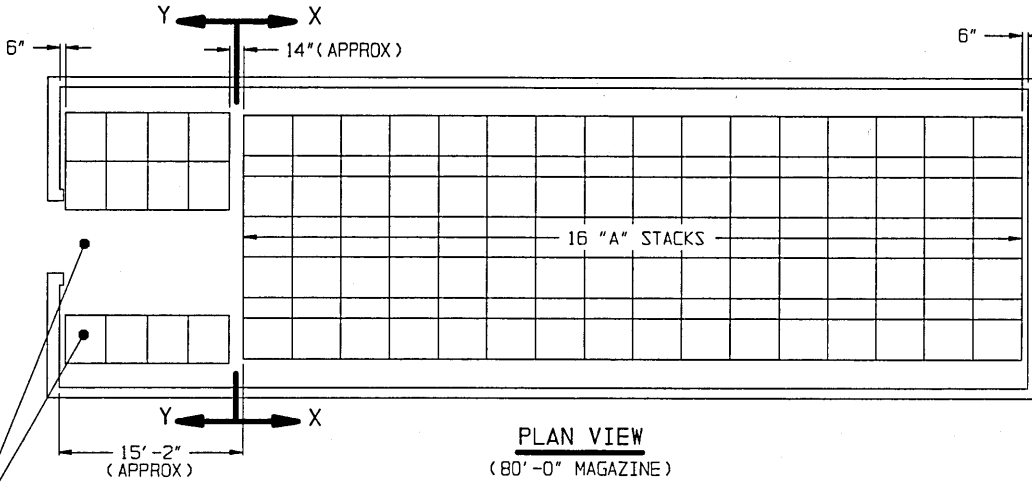 Y X
6"
14"(APPROX)
6"
16 "A" STACKS
Y X
15'-2"
(APPROX)
PLAN VIEW
(80'-0" MAGAZINE)